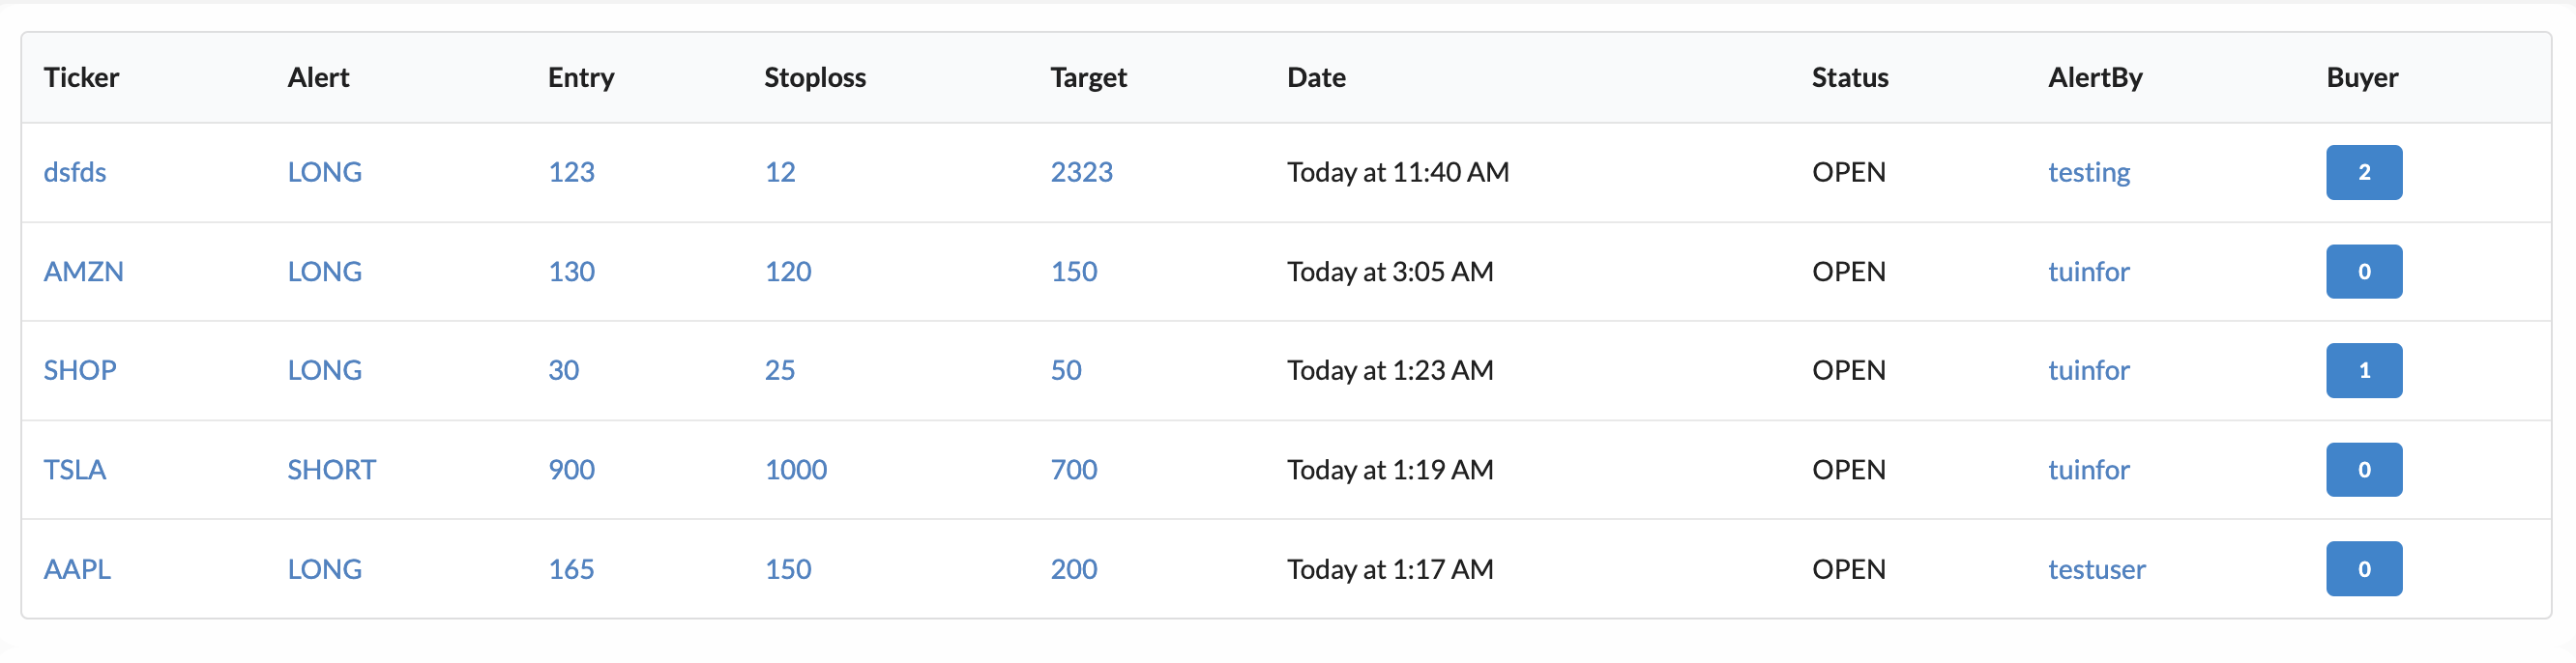 Ticker Alert Entry Stoploss Target Date Status AlertBy Buyer
dsfds LONG 123 12 2323 Today at 11:40 AM OPEN testing 2
AMZN LONG 130 120 150 Today at 3:05 AM OPEN tuinfor 0
SHOP LONG 30 25 50 Today at 1:23 AM OPEN tuinfor 1
TSLA SHORT 900 1000 700 Today at 1:19 AM OPEN tuinfor 0
AAPL LONG 165 150 200 Today at 1:17 AM OPEN testuser 0